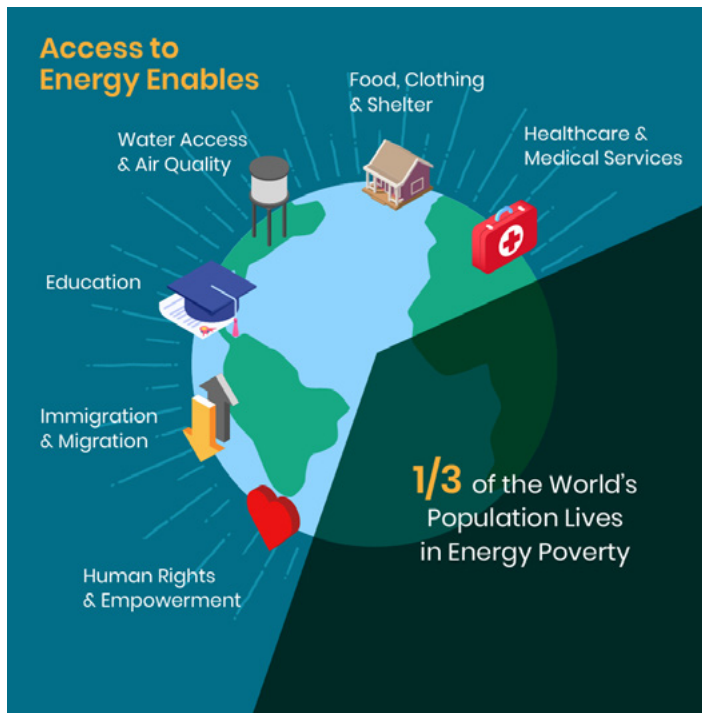 Access to
Energy Enables
Food, Clothing
& Shelter
Healthcare &
Medical Services
Water Access
& Air Quality
Education
Immigration
& Migration
Human Rights
& Empowerment
1/3 of the World's
Population Lives
in Energy Poverty